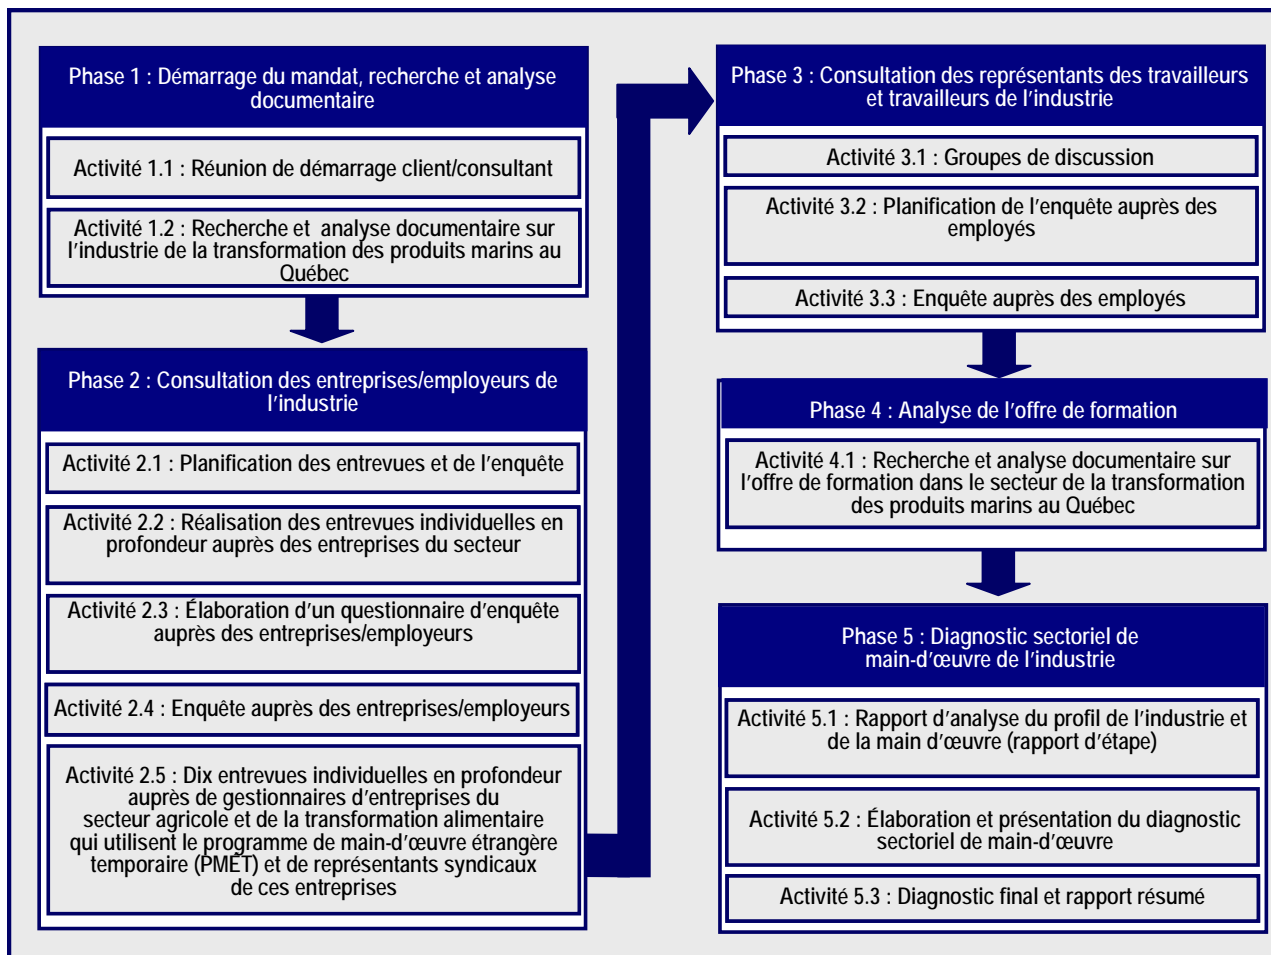 Phase 1 : Démarrage du mandat, recherche et analyse
documentaire
Activité 1.1 : Réunion de démarrage client/consultant
Activité 1.2 : Recherche et analyse documentaire sur
l'industrie de la transformation des produits marins au
Québec
Phase 2 : Consultation des entreprises/employeurs de
l'industrie
Activité 2.1 : Planification des entrevues et de l'enquête
Activité 2.2 : Réalisation des entrevues individuelles en
profondeur auprès des entreprises du secteur
Activité 2.3 : Élaboration d'un questionnaire d'enquête
auprès des entreprises/employeurs
Activité 2.4 : Enquête auprès des entreprises/employeurs
Activité 2.5 : Dix entrevues individuelles en profondeur
auprès de gestionnaires d'entreprises du
secteur agricole et de la transformation alimentaire
qui utilisent le programme de main-d'œuvre étrangère
temporaire (PMÉT) et de représentants syndicaux
de ces entreprises
Phase 3 : Consultation des représentants des travailleurs
et travailleurs de l'industrie
Activité 3.1 : Groupes de discussion
Activité 3.2 : Planification de l'enquête auprès des
employés
Activité 3.3 : Enquête auprès des employés
Phase 4 : Analyse de l'offre de formation
Activité 4.1 : Recherche et analyse documentaire sur
l'offre de formation dans le secteur de la transformation
des produits marins au Québec
Phase 5 : Diagnostic sectoriel de
main-d'œuvre de l'industrie
Activité 5.1 : Rapport d'analyse du profil de l'industrie et
de la main d'œuvre (rapport d'étape)
Activité 5.2 : Élaboration et présentation du diagnostic
sectoriel de main-d'œuvre
Activité 5.3 : Diagnostic final et rapport résumé